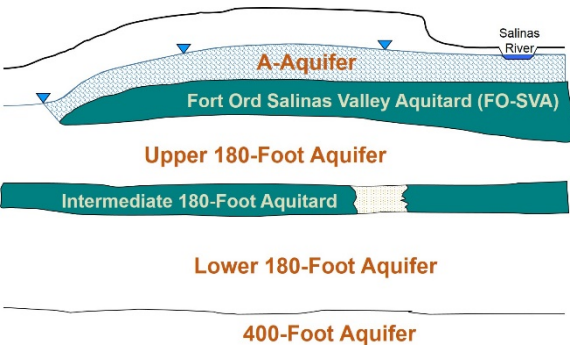 Salinas
River
A-Aquifer
Fort Ord Salinas Valley Aquitard (FO-SVA)
Upper 180-Foot Aquifer
Intermediate 180-Foot Aquitard
Lower 180-Foot Aquifer
400-Foot Aquifer